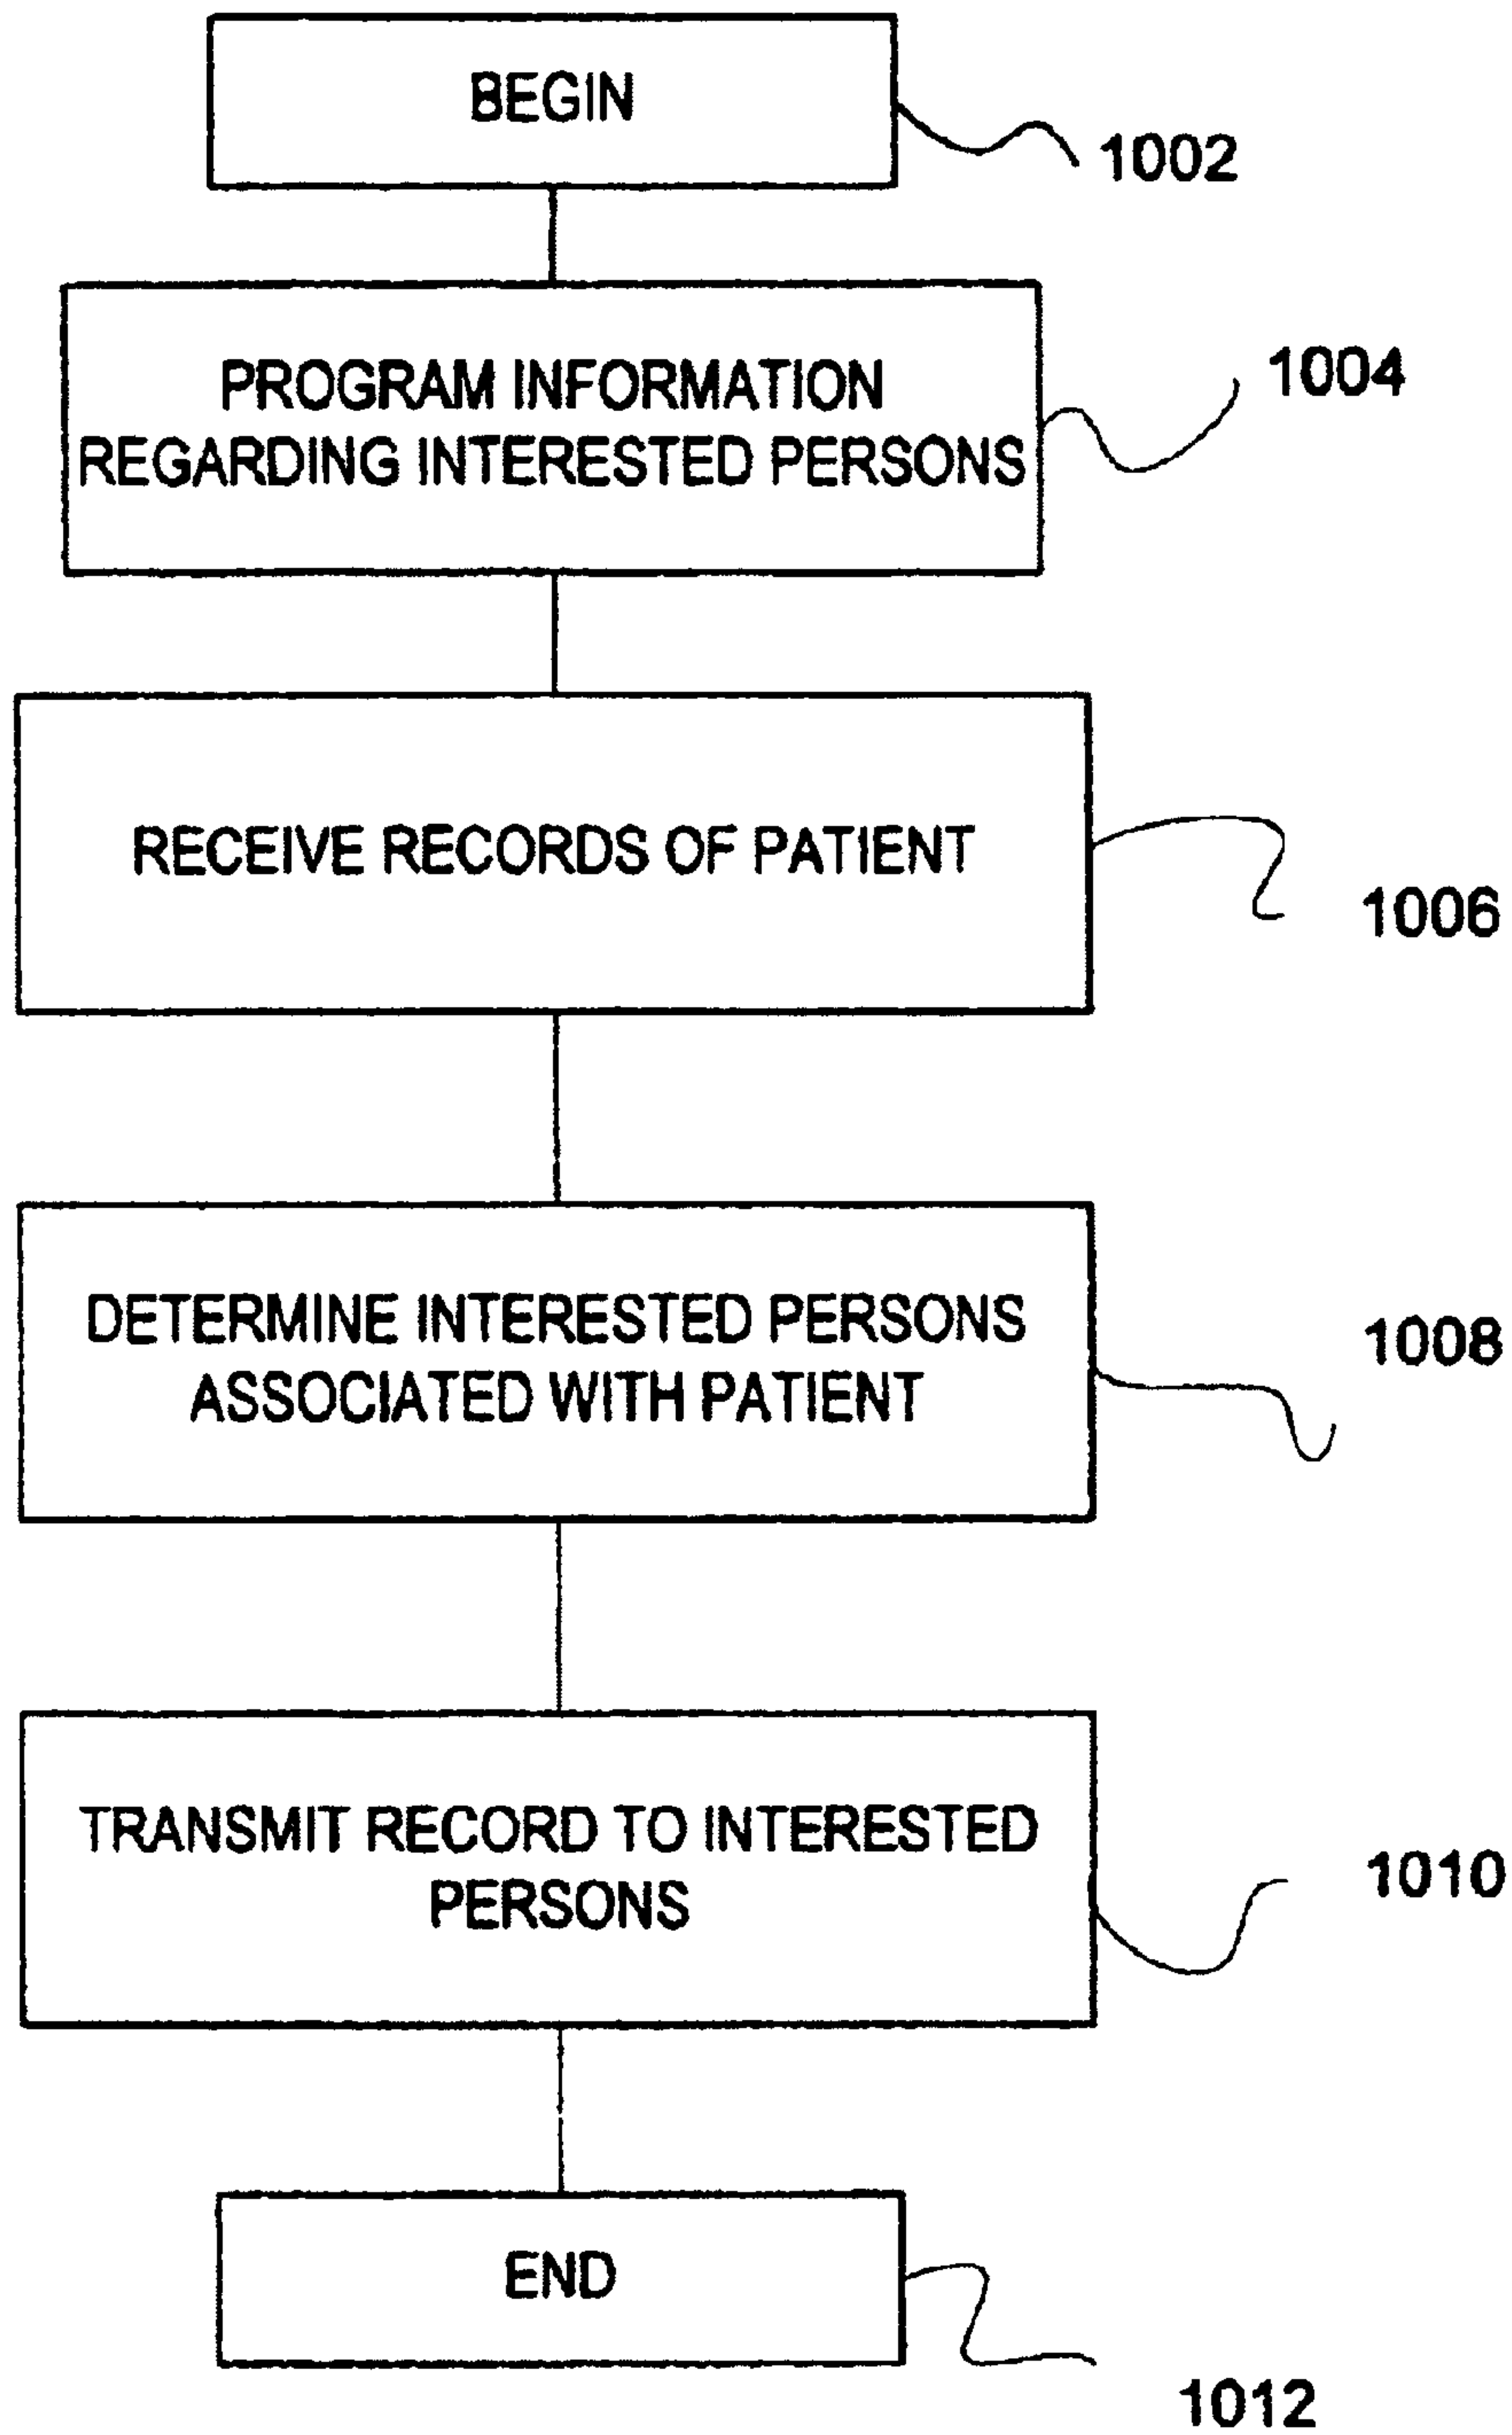 BEGIN
1002
PROGRAM INFORMATION
REGARDING INTERESTED PERSONS
1004
RECEIVE RECORDS OF PATIENT
1006
DETERMINE INTERESTED PERSONS
ASSOCIATED WITH PATIENT
1008
TRANSMIT RECORD TO INTERESTED
PERSONS
1010
END
1012